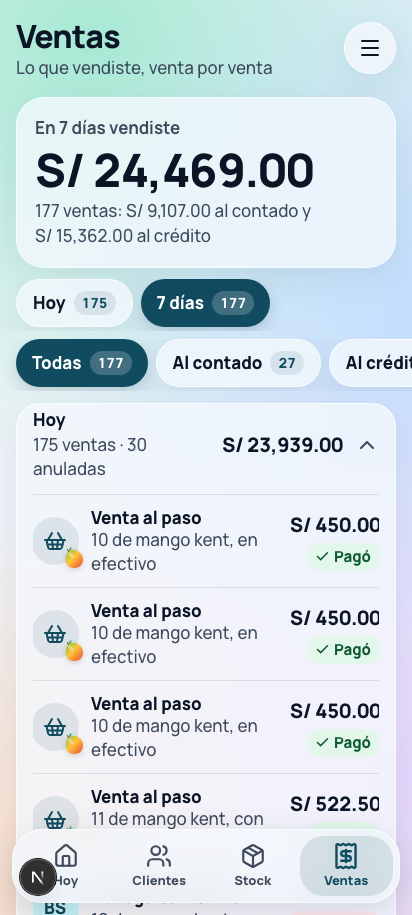 Ventas
Lo que vendiste, venta por venta
En 7 días vendiste
S/ 24,469.00
177 ventas: S/ 9,107.00 al contado y
S/ 15,362.00 al crédito
Hoy 175 7 días 177
Todas 177 Al contado 27 Al crédit
Hoy
175 ventas · 30
anuladas
S/ 23,939.00
Venta al paso
10 de mango kent, en
efectivo
S/ 450.00
Pagó
Venta al paso
10 de mango kent, en
efectivo
S/ 450.00
Pagó
Venta al paso
10 de mango kent, en
efectivo
S/ 450.00
Pagó
Venta al paso
11 de mango kent, con
S/ 522.50
N
Hoy Clientes Stock Ventas
BS